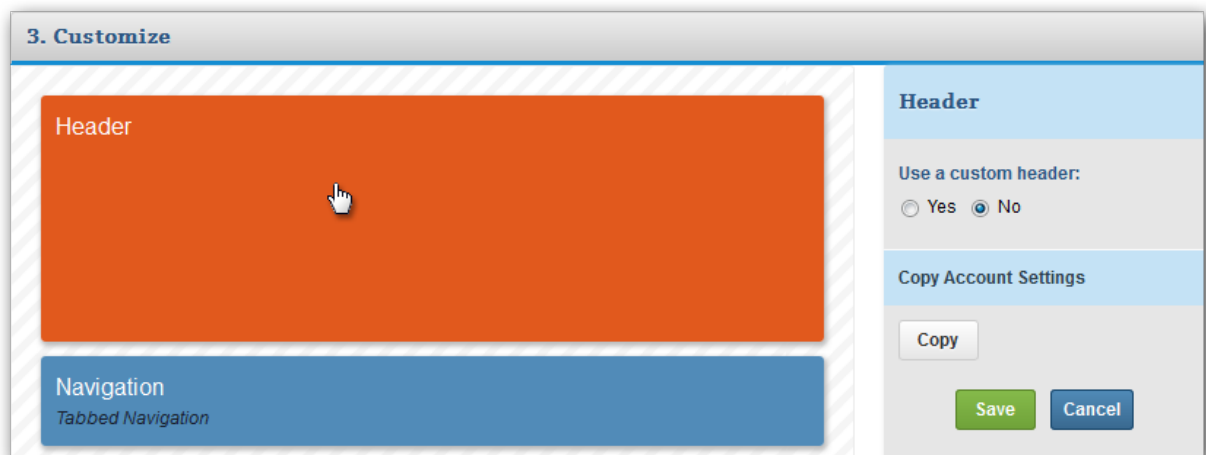 3. Customize
Header
Navigation
Tabbed Navigation
Header
Use a custom header:
Yes No
Copy Account Settings
Copy
Save Cancel